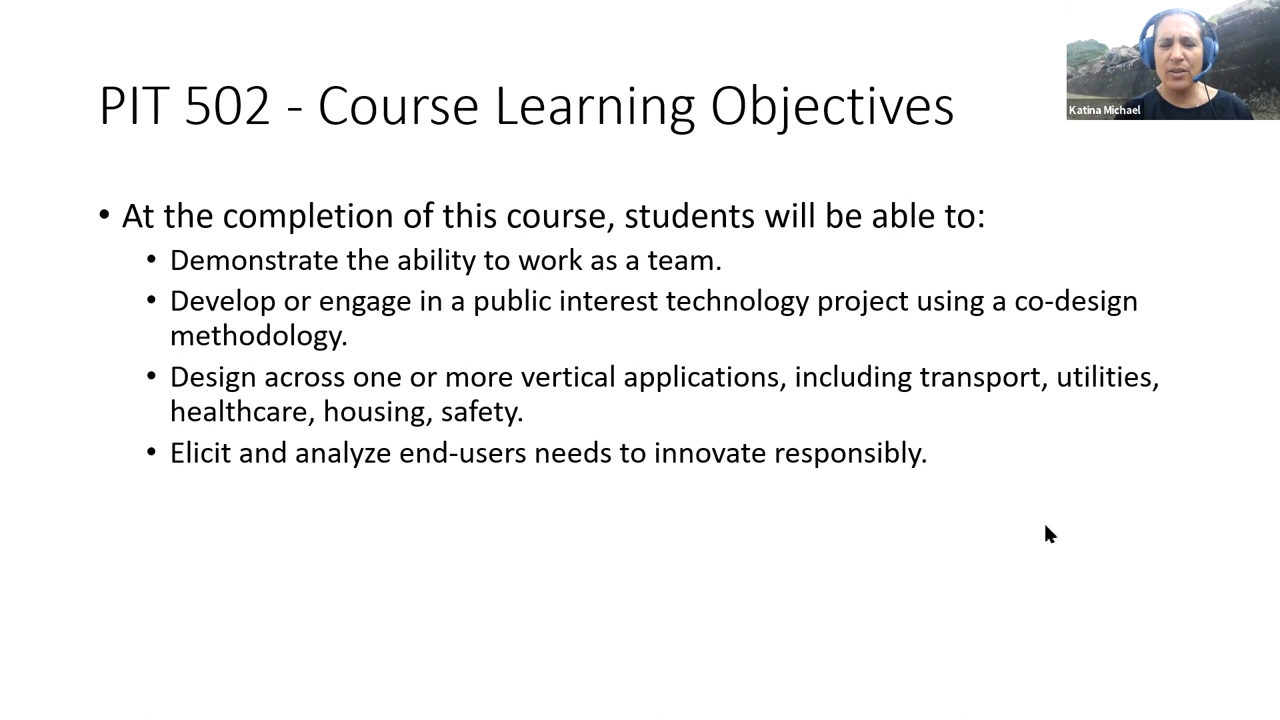 PIT 502 - Course Learning Objectives
Katina Michael
• At the completion of this course, students will be able to:
• Demonstrate the ability to work as a team.
• Develop or engage in a public interest technology project using a co-design
methodology.
• Design across one or more vertical applications, including transport, utilities,
healthcare, housing, safety.
• Elicit and analyze end-users needs to innovate responsibly.